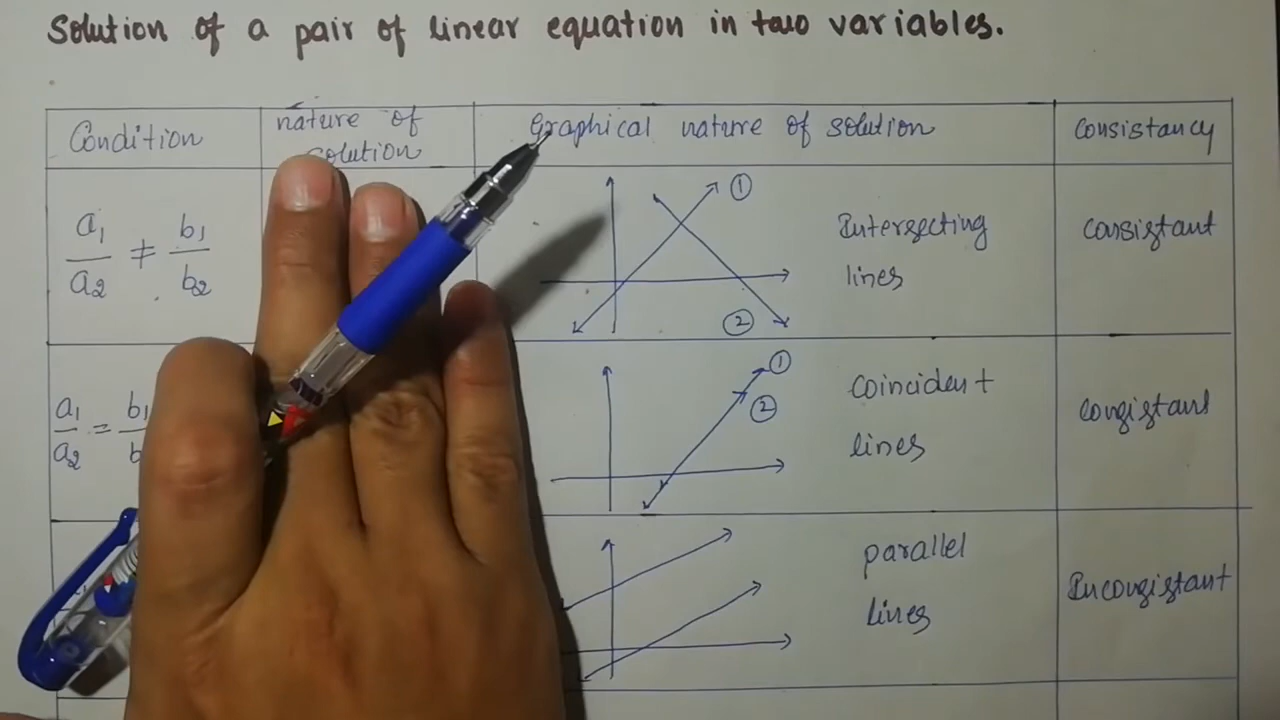 Solution of a pair of linear equation in two variables.
Condition
nature of
solution
Graphical nature of solution
Consistancy
a₁/a₂ ≠ b₁/b₂
①
②
Intersecting
lines
Consistant
a₁/a₂ = b₁/b
①
②
Coincident
lines
Consistant
parallel
lines
Inconsistant